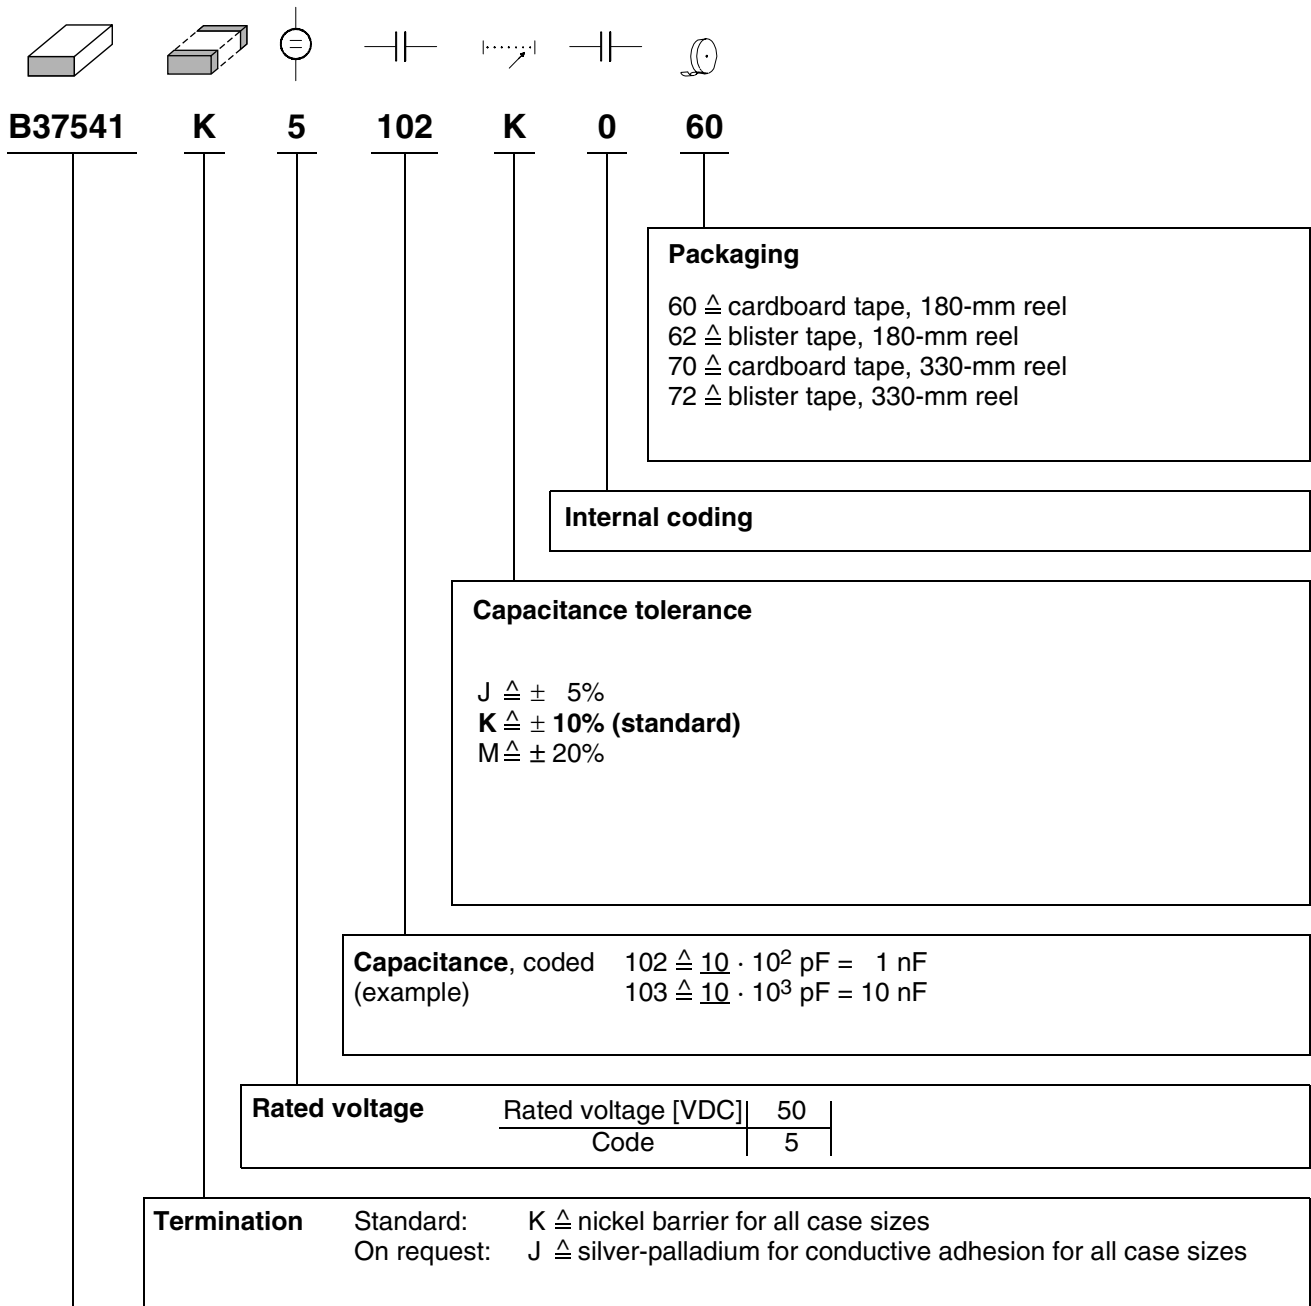 B37541 K 5 102 K 0 60
Packaging
60 ≙ cardboard tape, 180-mm reel
62 ≙ blister tape, 180-mm reel
70 ≙ cardboard tape, 330-mm reel
72 ≙ blister tape, 330-mm reel
Internal coding
Capacitance tolerance
J ≙ ± 5%
K ≙ ± 10% (standard)
M ≙ ± 20%
Capacitance, coded 102 ≙ 10 · 10² pF = 1 nF
(example) 103 ≙ 10 · 10³ pF = 10 nF
Rated voltage Rated voltage [VDC] 50
Code 5
Termination Standard: K ≙ nickel barrier for all case sizes
On request: J ≙ silver-palladium for conductive adhesion for all case sizes